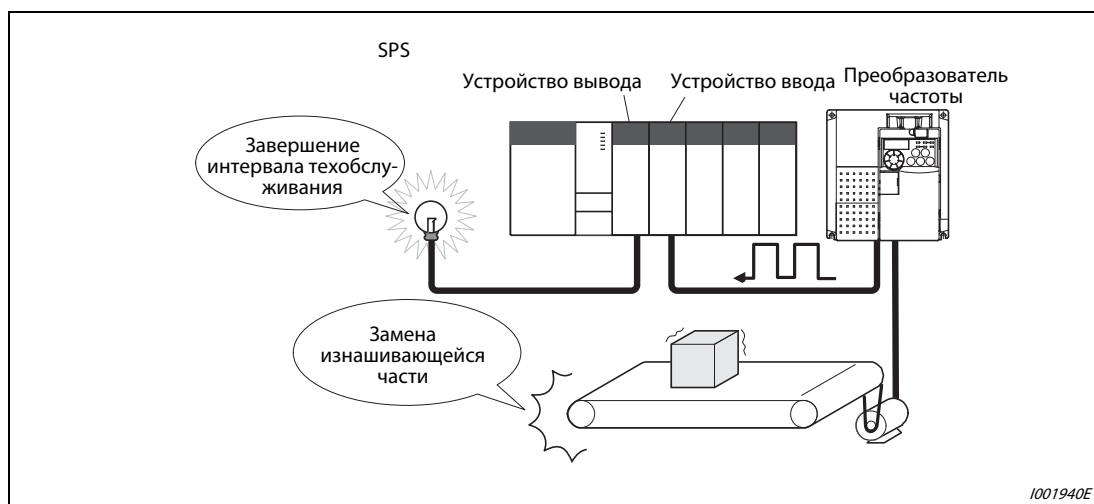 SPS
Устройство вывода
Устройство ввода
Преобразователь
частоты
Завершение
интервала техобслу-
живания
Замена
изнашивающейся
части
I001940E